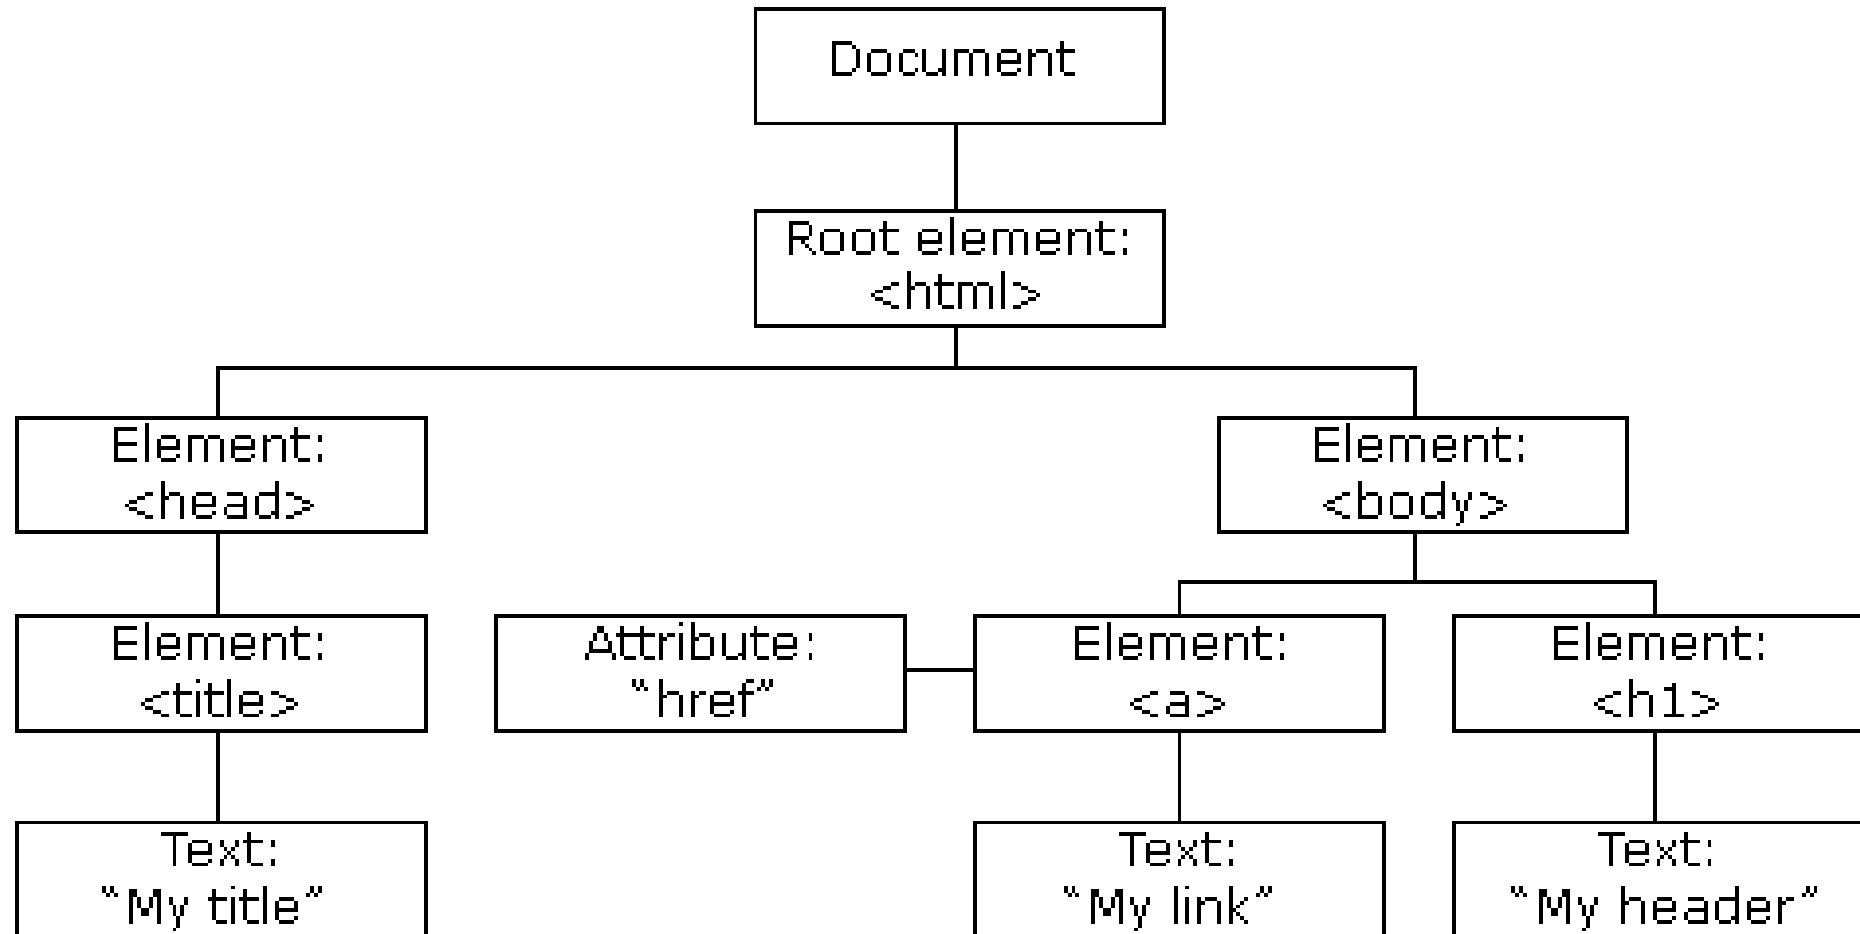 Document
Root element:
<html>
Element:
<head>
Element:
<body>
Element:
<title>
Attribute:
“href”
Element:
<a>
Element:
<h1>
Text:
“My title”
Text:
“My link”
Text:
“My header”